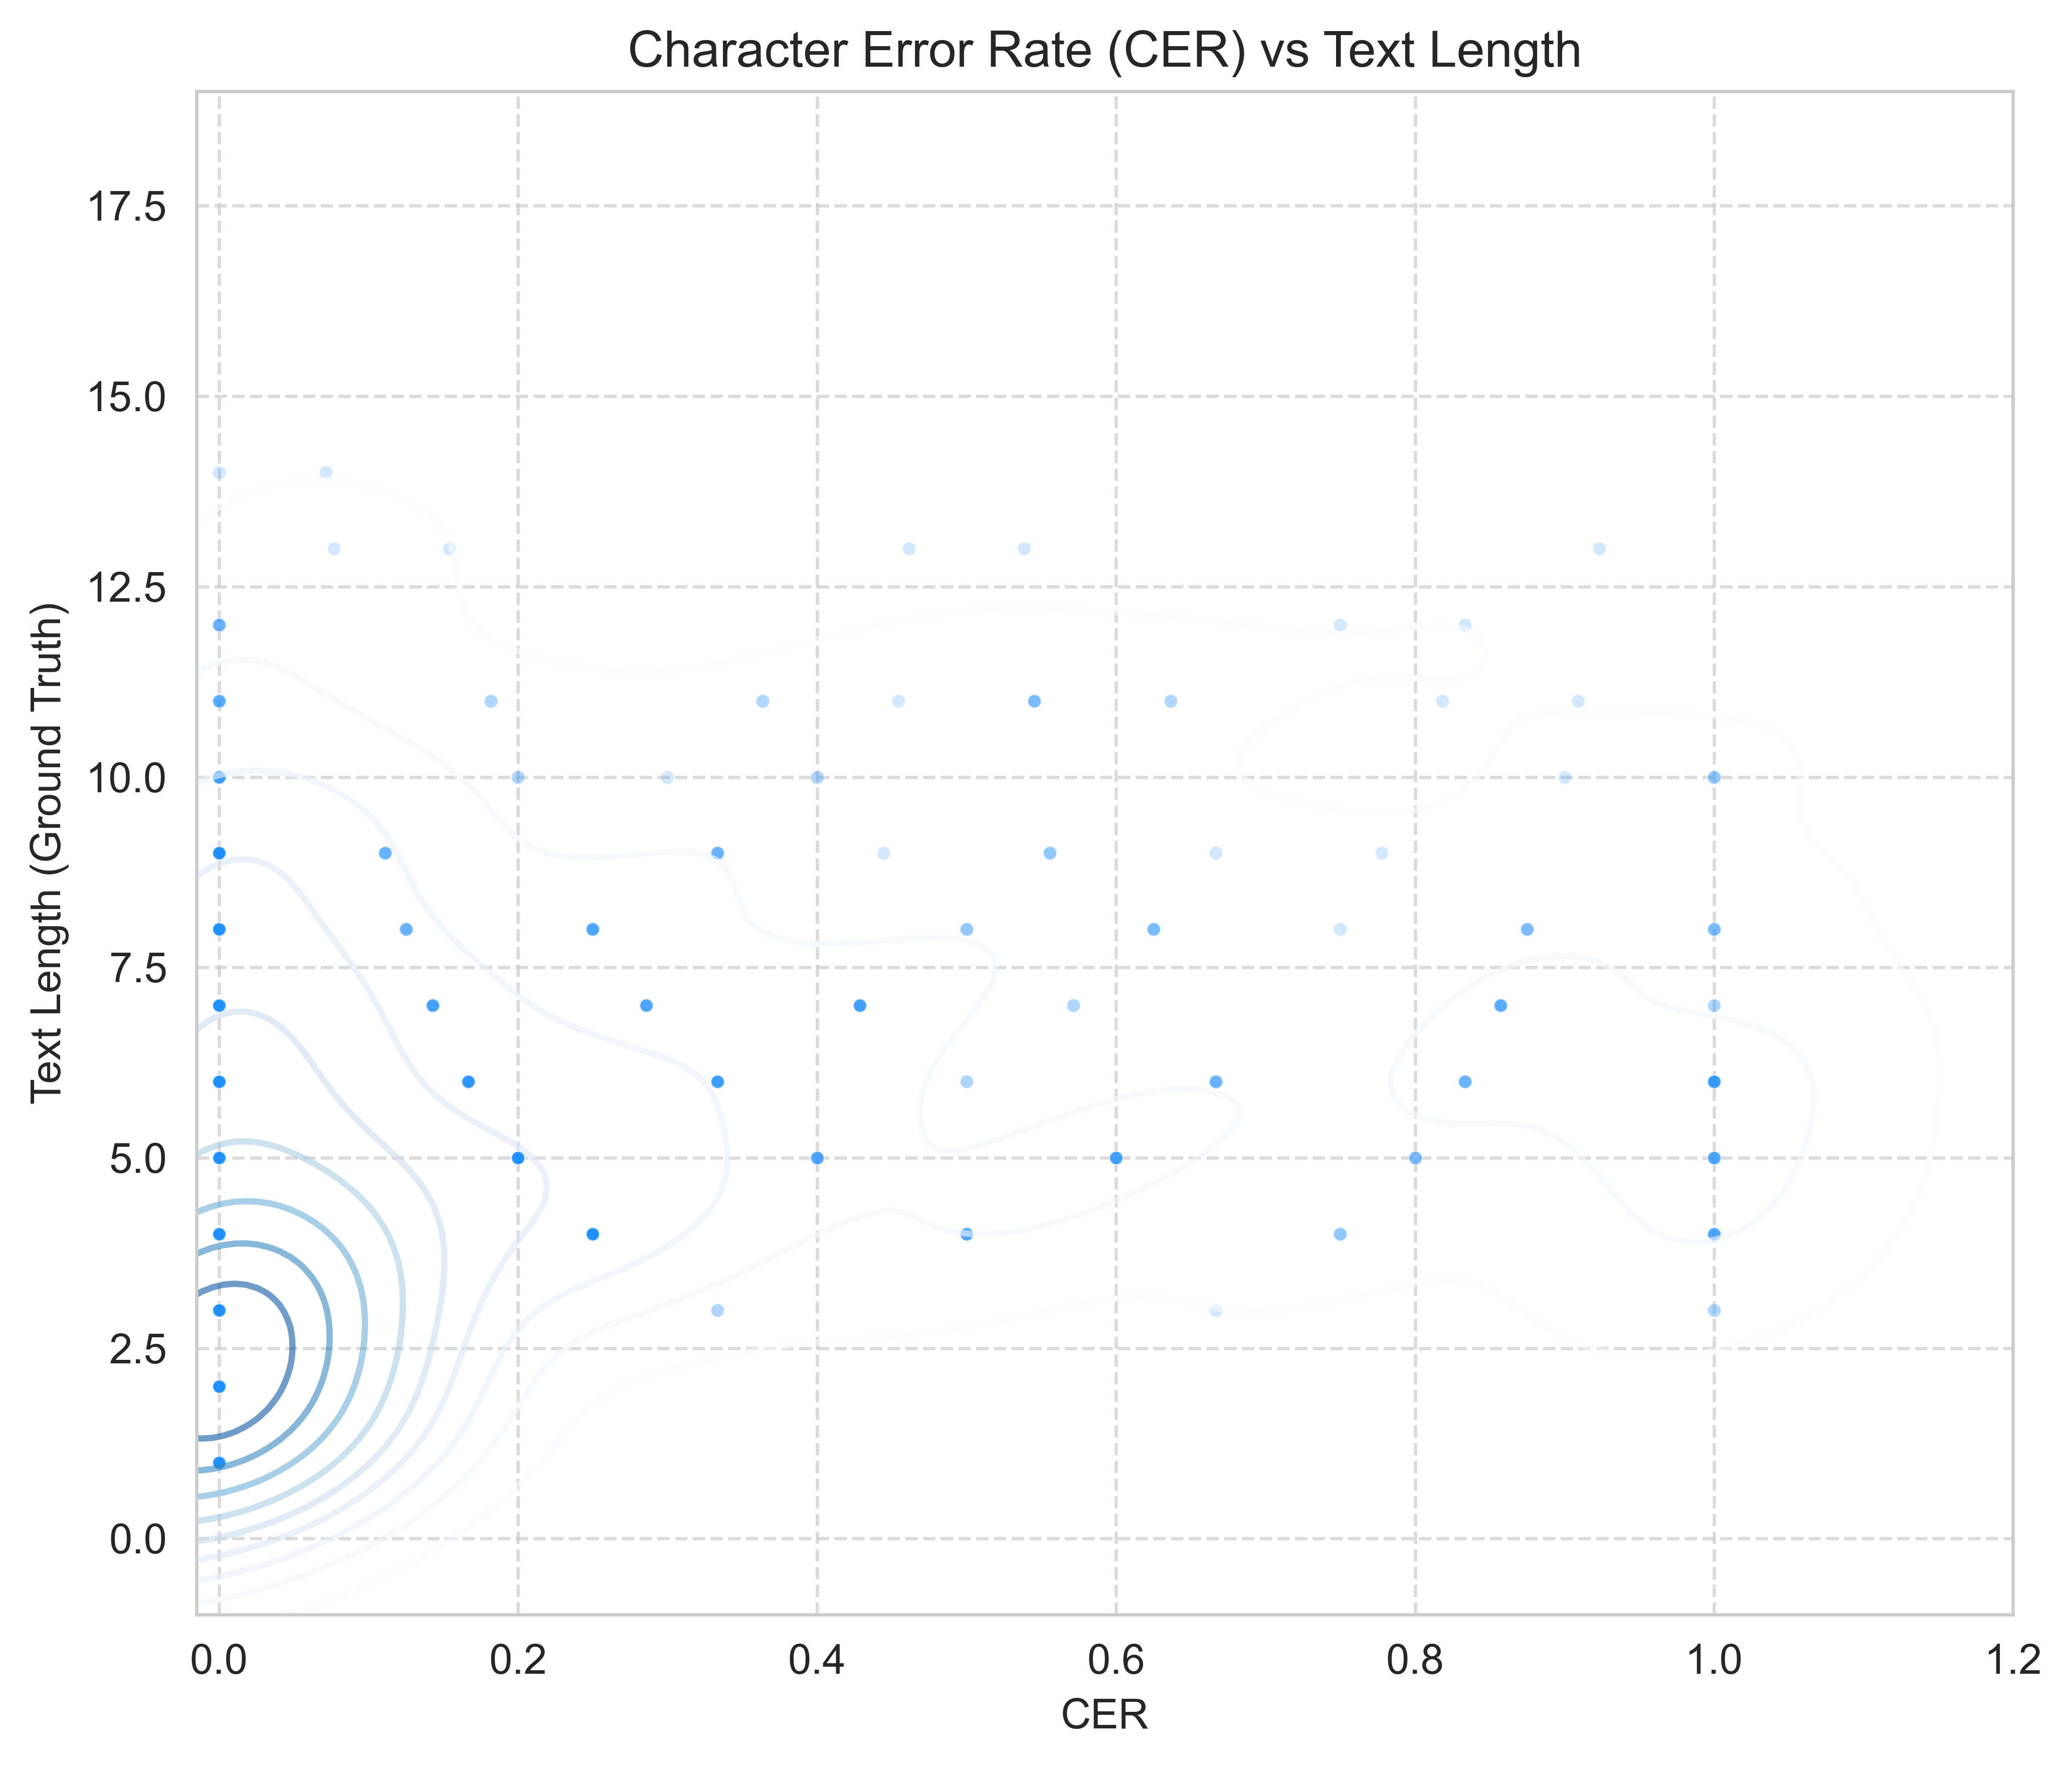 Character Error Rate (CER) vs Text Length
Text Length (Ground Truth)
17.5
15.0
12.5
10.0
7.5
5.0
2.5
0.0
0.0 0.2 0.4 0.6 0.8 1.0 1.2
CER